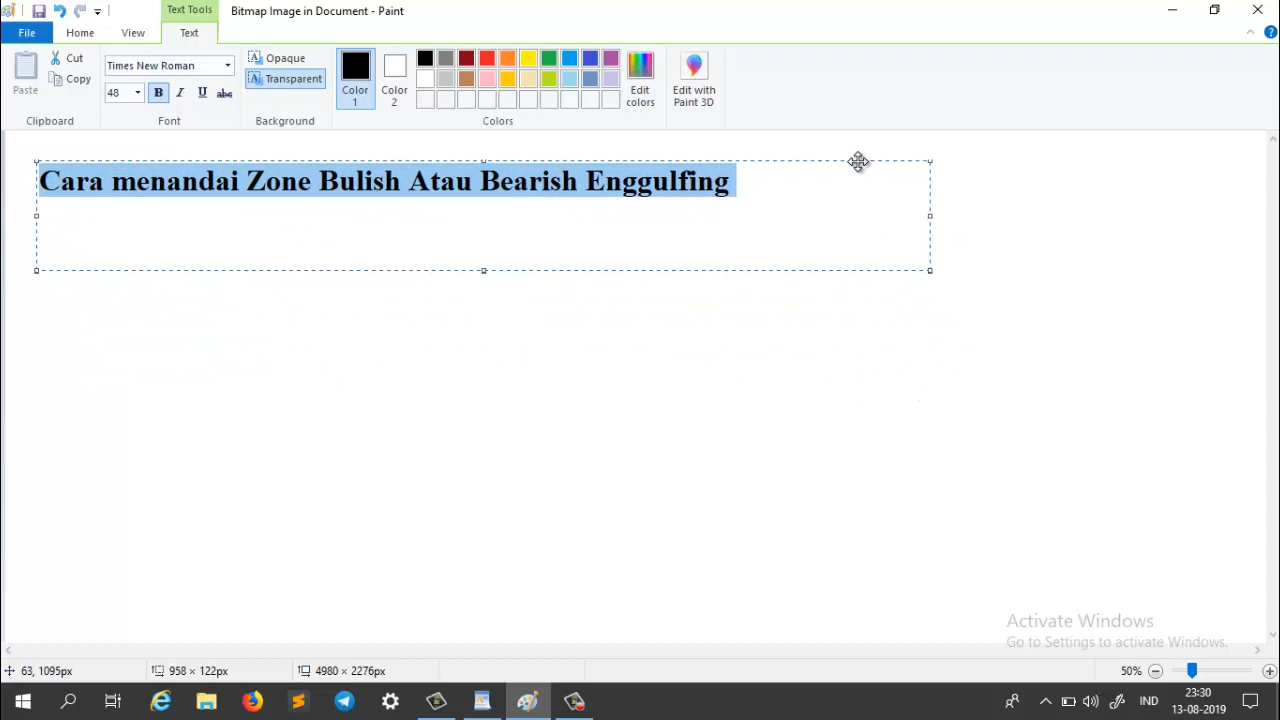 Text Tools
Bitmap Image in Document - Paint
File
Home
View
Text
Paste
Cut
Copy
Clipboard
Times New Roman
48
B
I
U
abc
Font
A
Opaque
A
Transparent
Background
Color
1
Color
2
Edit
colors
Colors
Edit with
Paint 3D
Cara menandai Zone Bulish Atau Bearish Enggulfing
Activate Windows
Go to Settings to activate Windows.
63, 1095px
958 × 122px
4980 × 2276px
50%
IND
23:30
13-08-2019